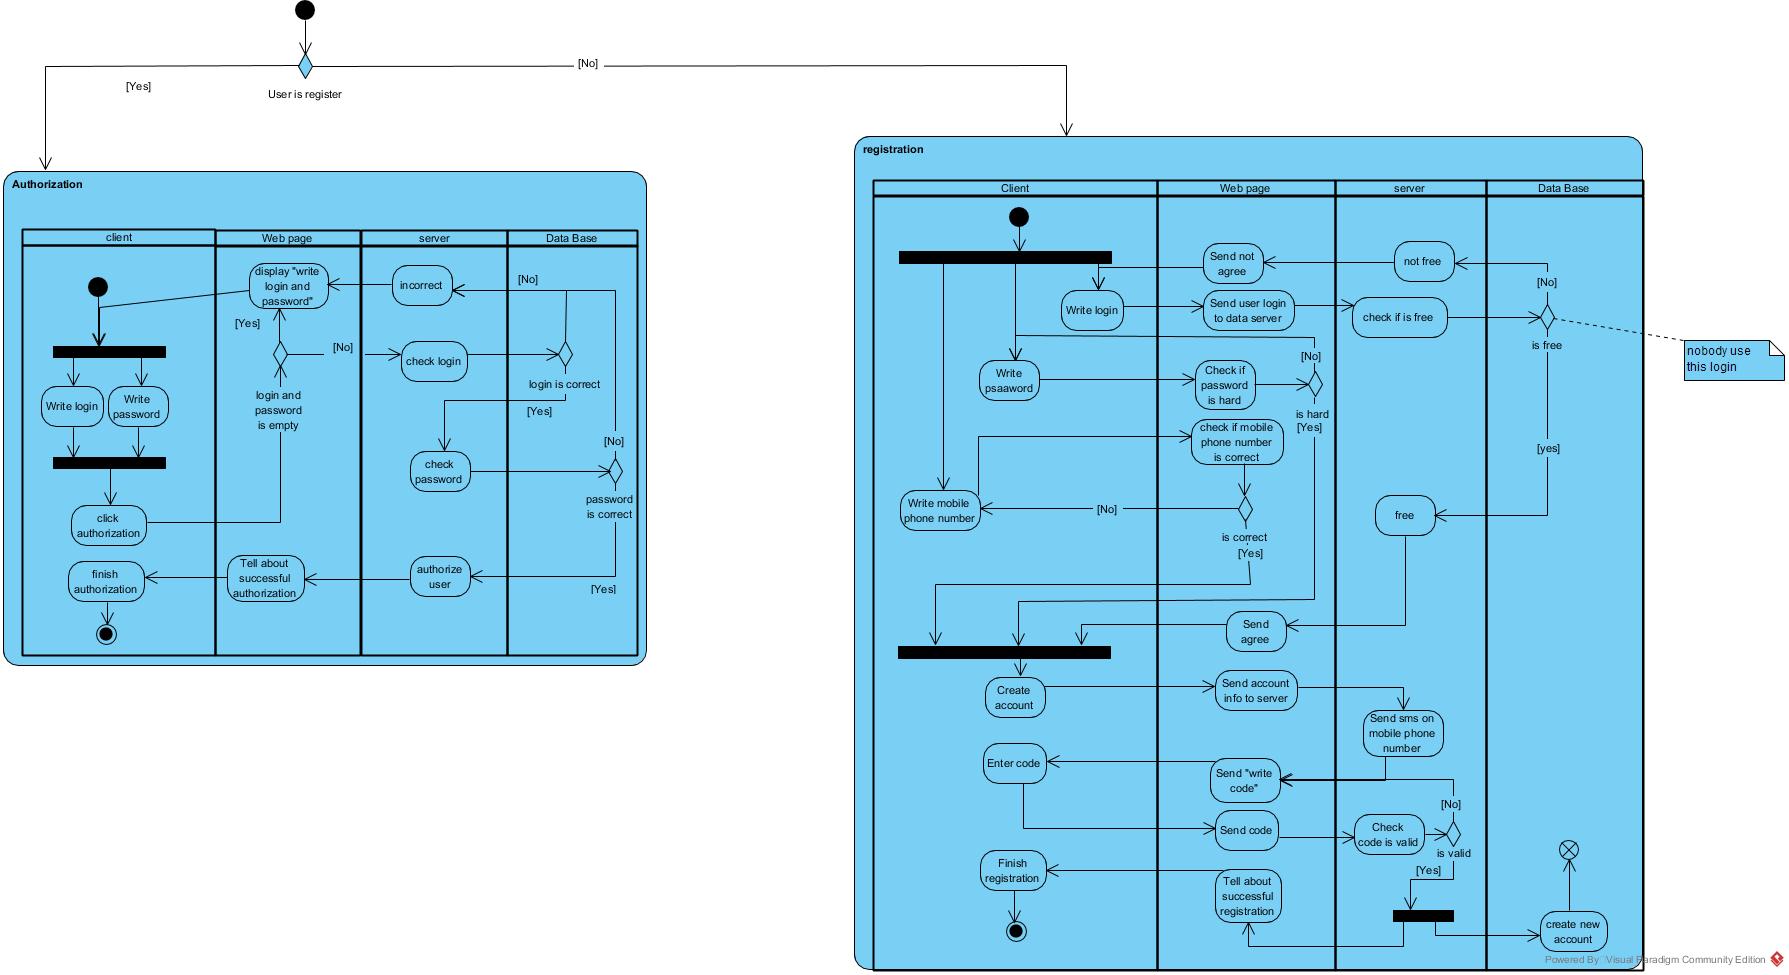 [No]
[Yes]
User is register
Authorization
client
Web page
server
Data Base
display "write
login and
password"
incorrect
[No]
[Yes]
[No]
check login
login is correct
[Yes]
Write login
Write
password
login and
password
is empty
[No]
check
password
password
is correct
click
authorization
finish
authorization
Tell about
successful
authorization
authorize
user
[Yes]
registration
Client
Web page
server
Data Base
Send not
agree
not free
[No]
Write login
Send user login
to data server
check if is free
is free
nobody use
this login
[No]
Write
psaaword
Check if
password
is hard
is hard
[Yes]
check if mobile
phone number
is correct
[yes]
Write mobile
phone number
[No]
free
is correct
[Yes]
Send
agree
Create
account
Send account
info to server
Send sms on
mobile phone
number
Enter code
Send "write
code"
[No]
Send code
Check
code is valid
is valid
[Yes]
Finish
registration
Tell about
successful
registration
create new
account
Powered By Visual Paradigm Community Edition